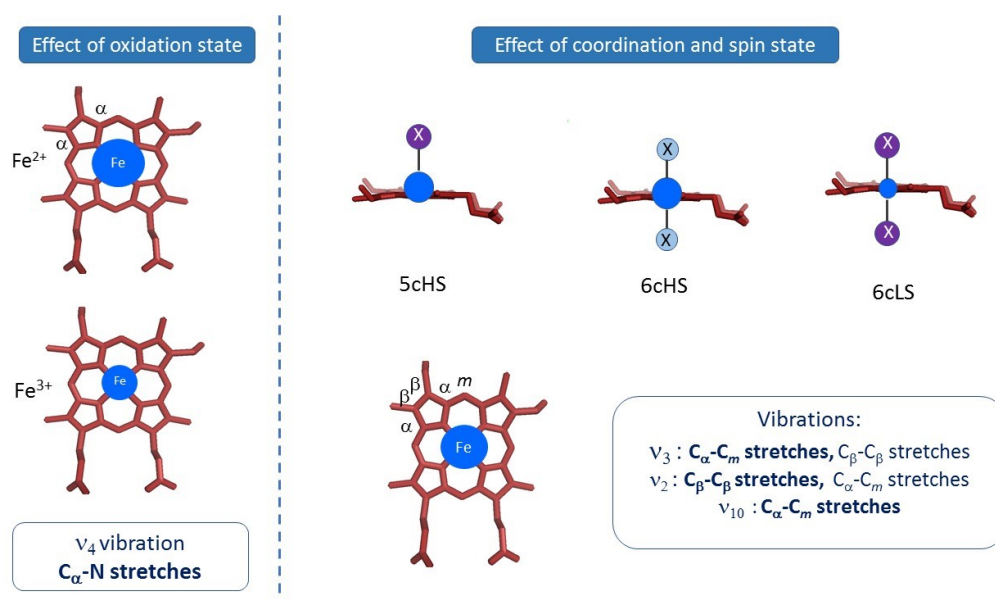 Effect of oxidation state
α
α
Fe²⁺
Fe
Fe³⁺
Fe
ν₄ vibration
Cα-N stretches
Effect of coordination and spin state
X
5cHS
X
X
6cHS
X
X
6cLS
β β α m
α
Fe
Vibrations:
ν₃ : Cα-Cm stretches, Cβ-Cβ stretches
ν₂ : Cβ-Cβ stretches, Cα-Cm stretches
ν₁₀ : Cα-Cm stretches